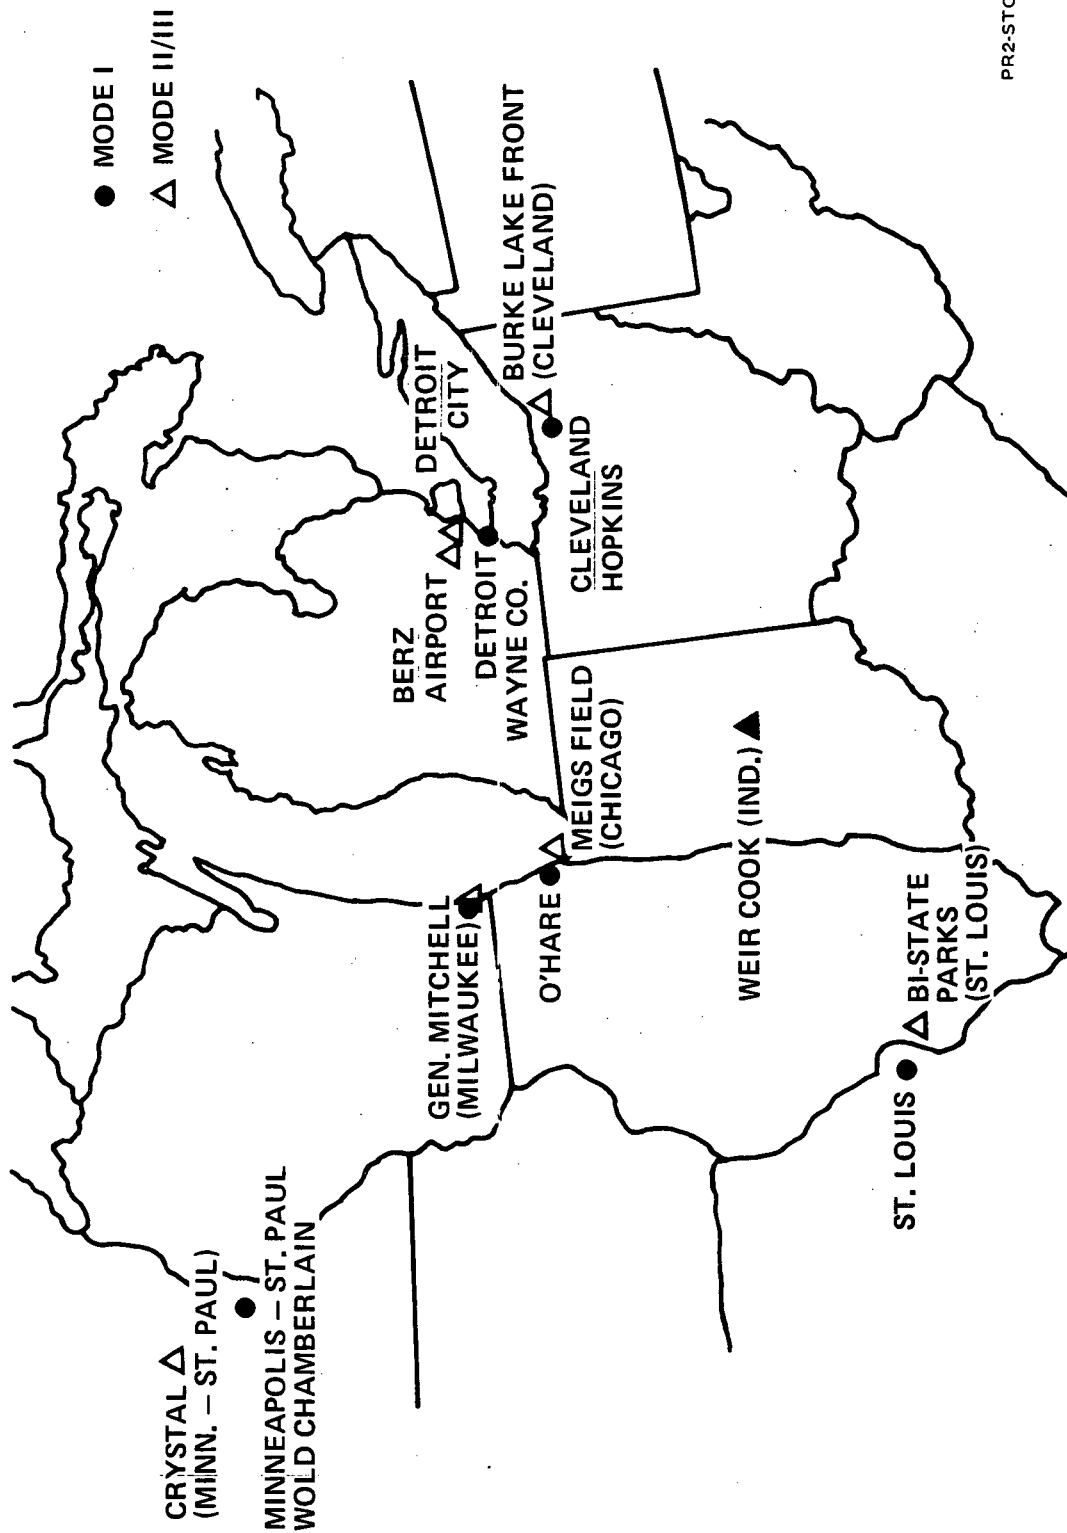 ● MODE I
△ MODE II/III
CRYSTAL △
(MINN. – ST. PAUL)
MINNEAPOLIS – ST. PAUL
WOLD CHAMBERLAIN
GEN. MITCHELL
(MILWAUKEE)
O'HARE
MEIGS FIELD
(CHICAGO)
BERZ
AIRPORT
DETROIT
CITY
DETROIT
WAYNE CO.
BURKE LAKE FRONT
(CLEVELAND)
CLEVELAND
HOPKINS
WEIR COOK (IND.)
ST. LOUIS
BI-STATE
PARKS
(ST. LOUIS)
PR2-STO